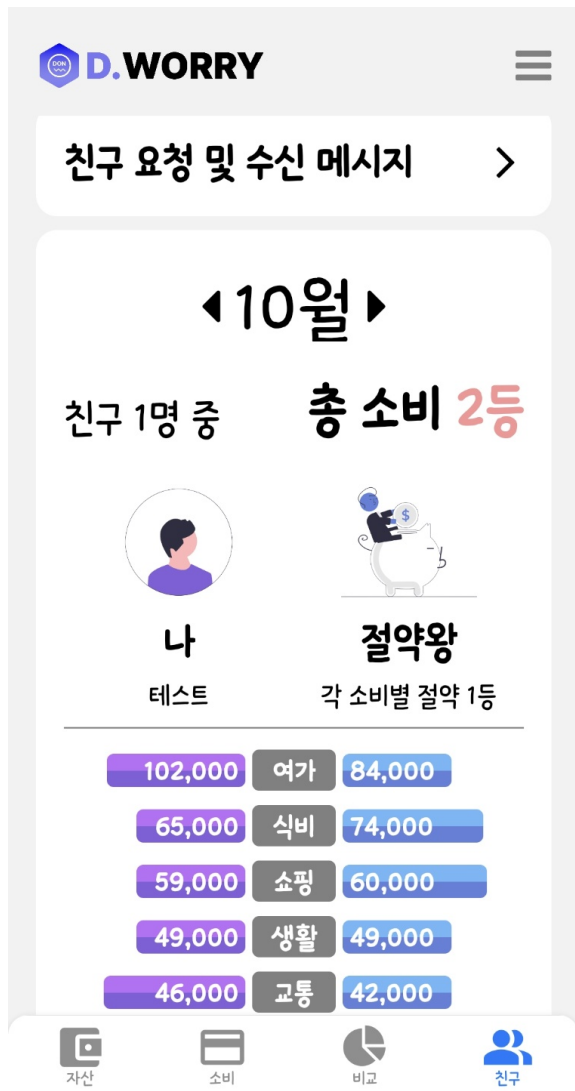 DON
D.WORRY
친구 요청 및 수신 메시지
10월
친구 1명 중
총 소비 2등
$
나
절약왕
테스트
각 소비별 절약 1등
102,000 여가 84,000
65,000 식비 74,000
59,000 쇼핑 60,000
49,000 생활 49,000
46,000 교통 42,000
자산 소비 비교 친구